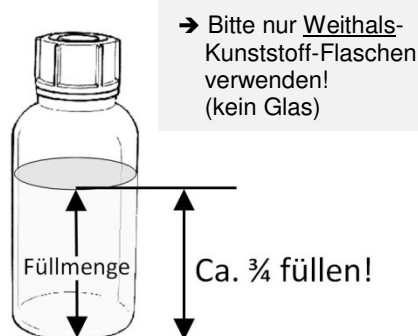 ➔ Bitte nur Weithals-
Kunststoff-Flaschen
verwenden!
(kein Glas)
Füllmenge
Ca. ¾ füllen!